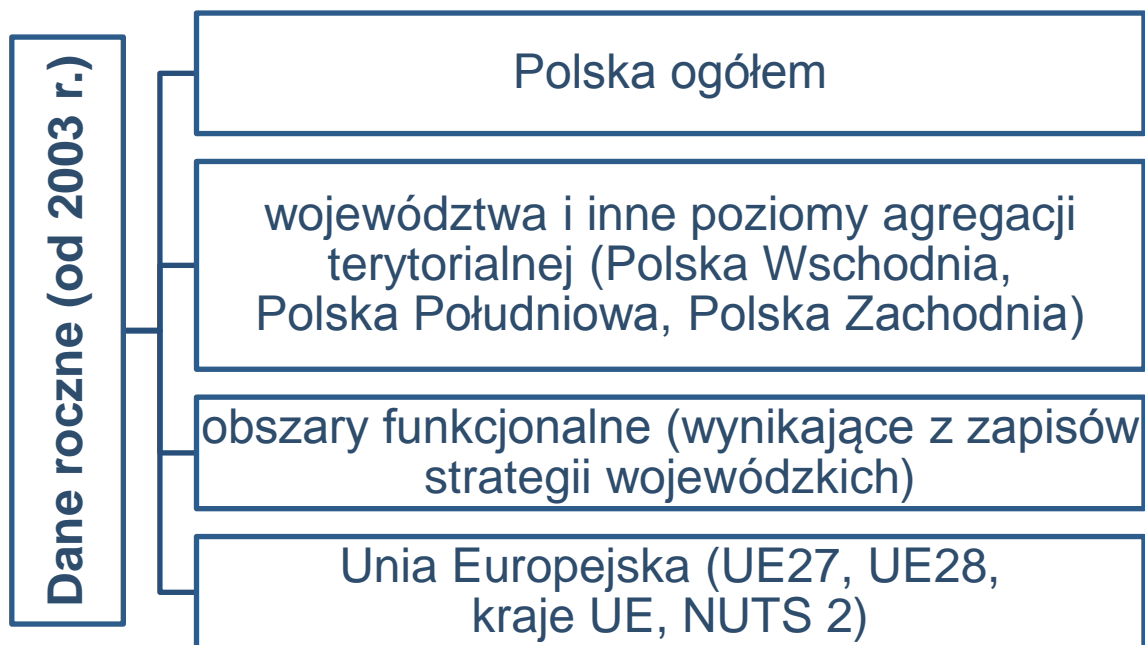 Dane roczne (od 2003 r.)
Polska ogółem
województwa i inne poziomy agregacji
terytorialnej (Polska Wschodnia,
Polska Południowa, Polska Zachodnia)
obszary funkcjonalne (wynikające z zapisów
strategii wojewódzkich)
Unia Europejska (UE27, UE28,
kraje UE, NUTS 2)